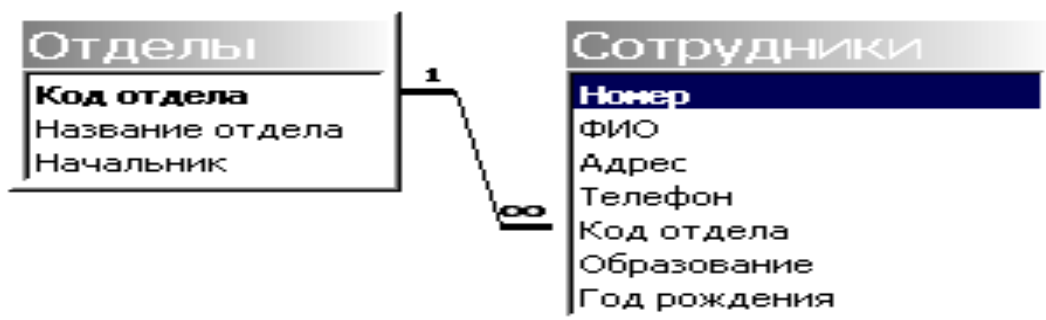 Отделы
Код отдела
Название отдела
Начальник
1
∞
Сотрудники
Номер
ФИО
Адрес
Телефон
Код отдела
Образование
Год рождения